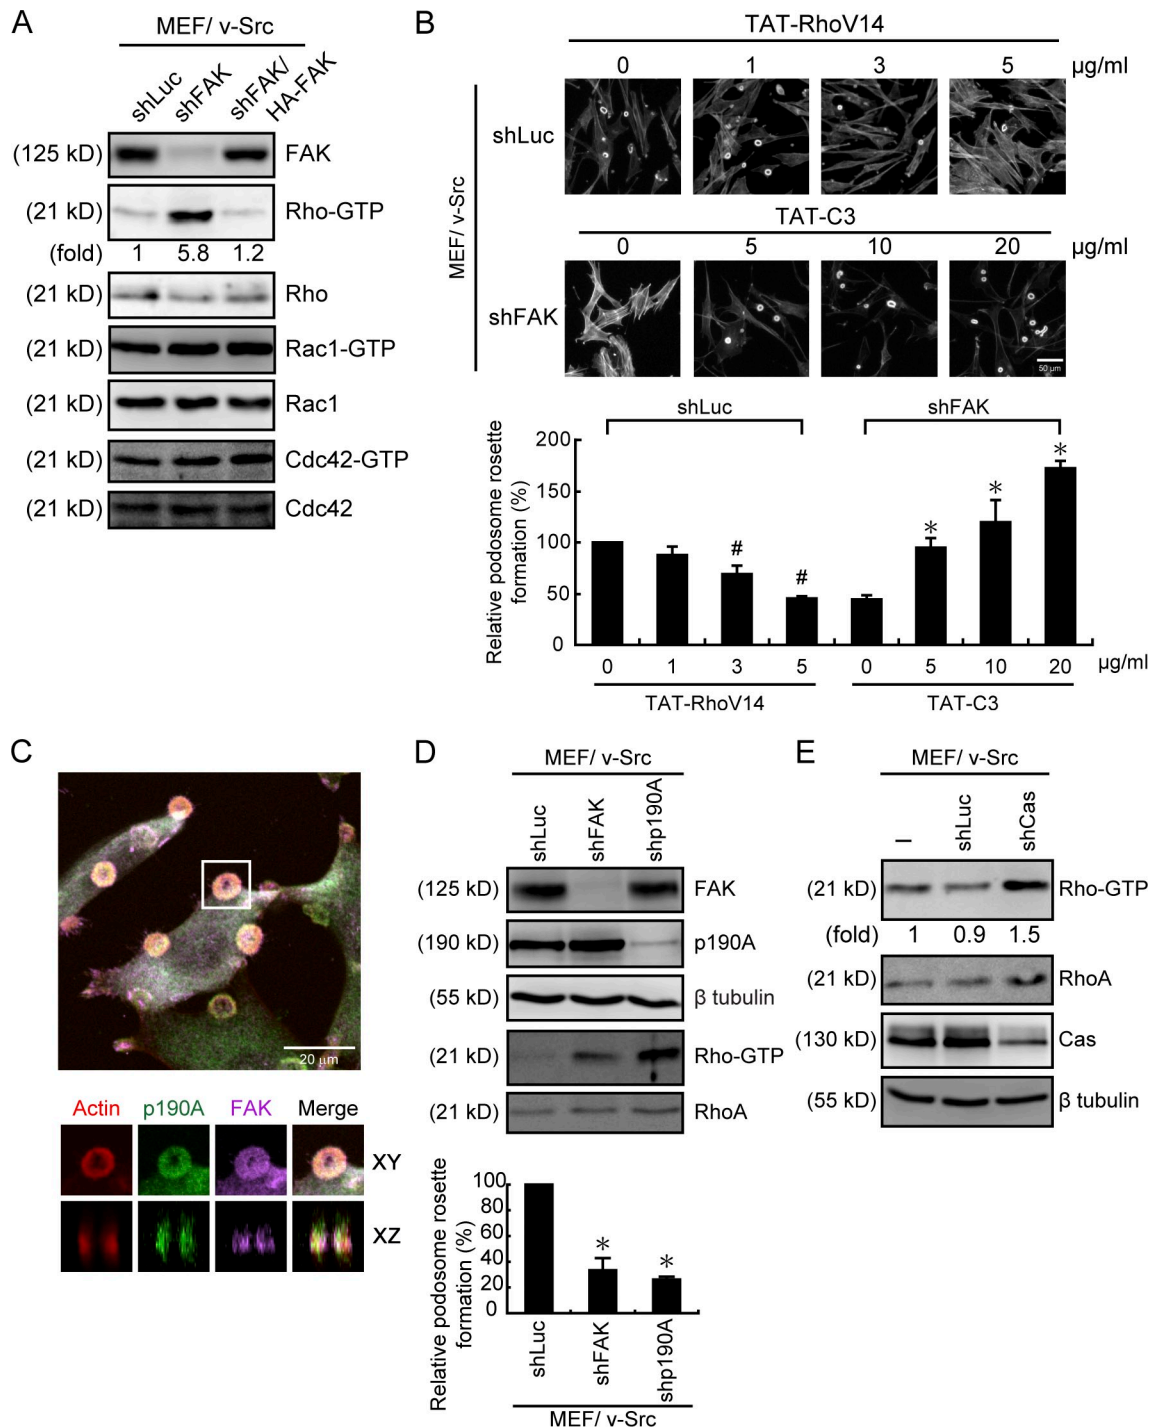 A
MEF/ v-Src
shLuc
shFAK
shFAK/
HA-FAK
(125 kD) FAK
(21 kD) Rho-GTP
(fold) 1 5.8 1.2
(21 kD) Rho
(21 kD) Rac1-GTP
(21 kD) Rac1
(21 kD) Cdc42-GTP
(21 kD) Cdc42
B
TAT-RhoV14
0 1 3 5 µg/ml
MEF/ v-Src
shLuc
TAT-C3
0 5 10 20 µg/ml
shFAK
50 µm
shLuc shFAK
Relative podosome rosette
formation (%)
200
150
100
50
0
# # * * *
0 1 3 5 0 5 10 20 µg/ml
TAT-RhoV14 TAT-C3
C
20 µm
Actin p190A FAK Merge
XY
XZ
D
MEF/ v-Src
shLuc
shFAK
shp190A
(125 kD) FAK
(190 kD) p190A
(55 kD) β tubulin
(21 kD) Rho-GTP
(21 kD) RhoA
Relative podosome rosette
formation (%)
100
80
60
40
20
0
* *
shLuc
shFAK
shp190A
MEF/ v-Src
E
MEF/ v-Src
–
shLuc
shCas
(21 kD) Rho-GTP
(fold) 1 0.9 1.5
(21 kD) RhoA
(130 kD) Cas
(55 kD) β tubulin